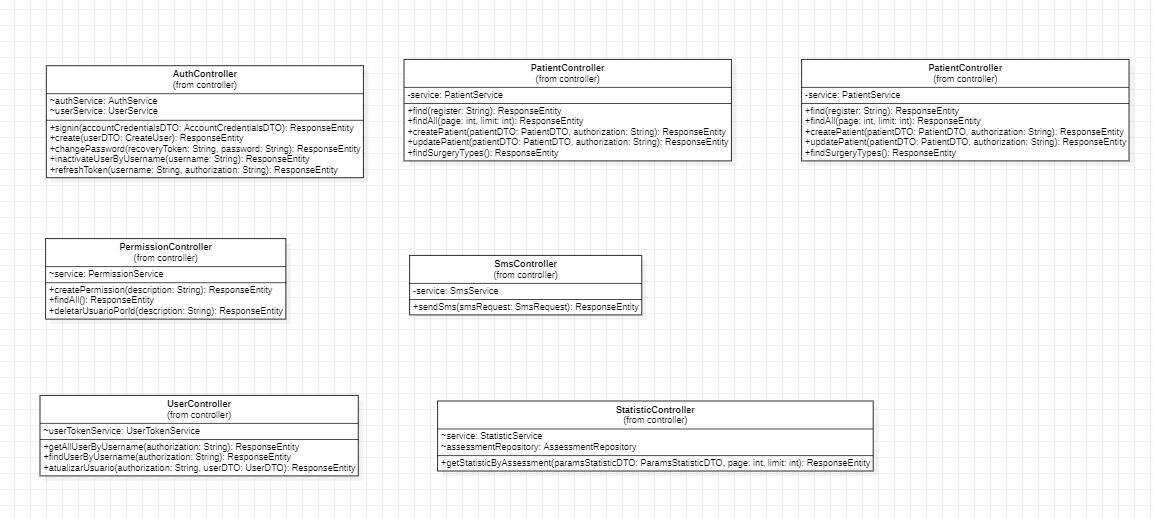 AuthController
(from controller)
~authService: AuthService
~userService: UserService
+signin(accountCredentialsDTO: AccountCredentialsDTO): ResponseEntity
+create(userDTO: CreateUser): ResponseEntity
+changePassword(recoveryToken: String, password: String): ResponseEntity
+inactivateUserByUsername(username: String): ResponseEntity
+refreshToken(username: String, authorization: String): ResponseEntity
PatientController
(from controller)
-service: PatientService
+find(register: String): ResponseEntity
+findAll(page: int, limit: int): ResponseEntity
+createPatient(patientDTO: PatientDTO, authorization: String): ResponseEntity
+updatePatient(patientDTO: PatientDTO, authorization: String): ResponseEntity
+findSurgeryTypes(): ResponseEntity
PatientController
(from controller)
-service: PatientService
+find(register: String): ResponseEntity
+findAll(page: int, limit: int): ResponseEntity
+createPatient(patientDTO: PatientDTO, authorization: String): ResponseEntity
+updatePatient(patientDTO: PatientDTO, authorization: String): ResponseEntity
+findSurgeryTypes(): ResponseEntity
PermissionController
(from controller)
~service: PermissionService
+createPermission(description: String): ResponseEntity
+findAll(): ResponseEntity
+deletarUsuarioPorId(description: String): ResponseEntity
SmsController
(from controller)
-service: SmsService
+sendSms(smsRequest: SmsRequest): ResponseEntity
UserController
(from controller)
~userTokenService: UserTokenService
+getAllUserByUsername(authorization: String): ResponseEntity
+findUserByUsername(authorization: String): ResponseEntity
+atualizarUsuario(authorization: String, userDTO: UserDTO): ResponseEntity
StatisticController
(from controller)
~service: StatisticService
~assessmentRepository: AssessmentRepository
+getStatisticByAssessment(paramsStatisticDTO: ParamsStatisticDTO, page: int, limit: int): ResponseEntity